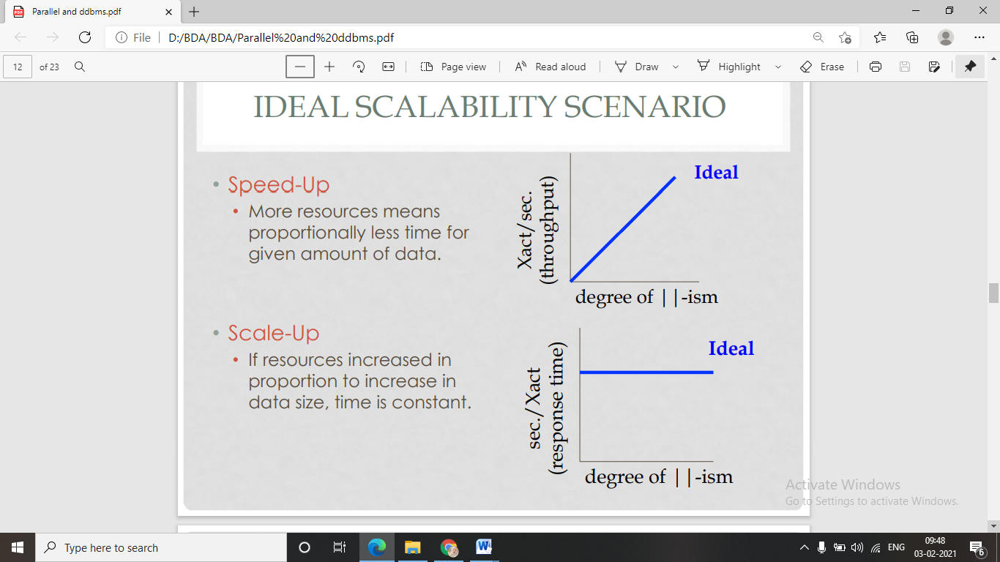 Parallel and ddbms.pdf
File
D:/BDA/BDA/Parallel%20and%20ddbms.pdf
12
of 23
Page view
Read aloud
Draw
Highlight
Erase
IDEAL SCALABILITY SCENARIO
• Speed-Up
• More resources means
proportionally less time for
given amount of data.
Xact/sec.
(throughput)
Ideal
degree of ||-ism
• Scale-Up
• If resources increased in
proportion to increase in
data size, time is constant.
sec./Xact
(response time)
Ideal
degree of ||-ism
Activate Windows
Go to Settings to activate Windows.
Type here to search
ENG
09:48
03-02-2021
6